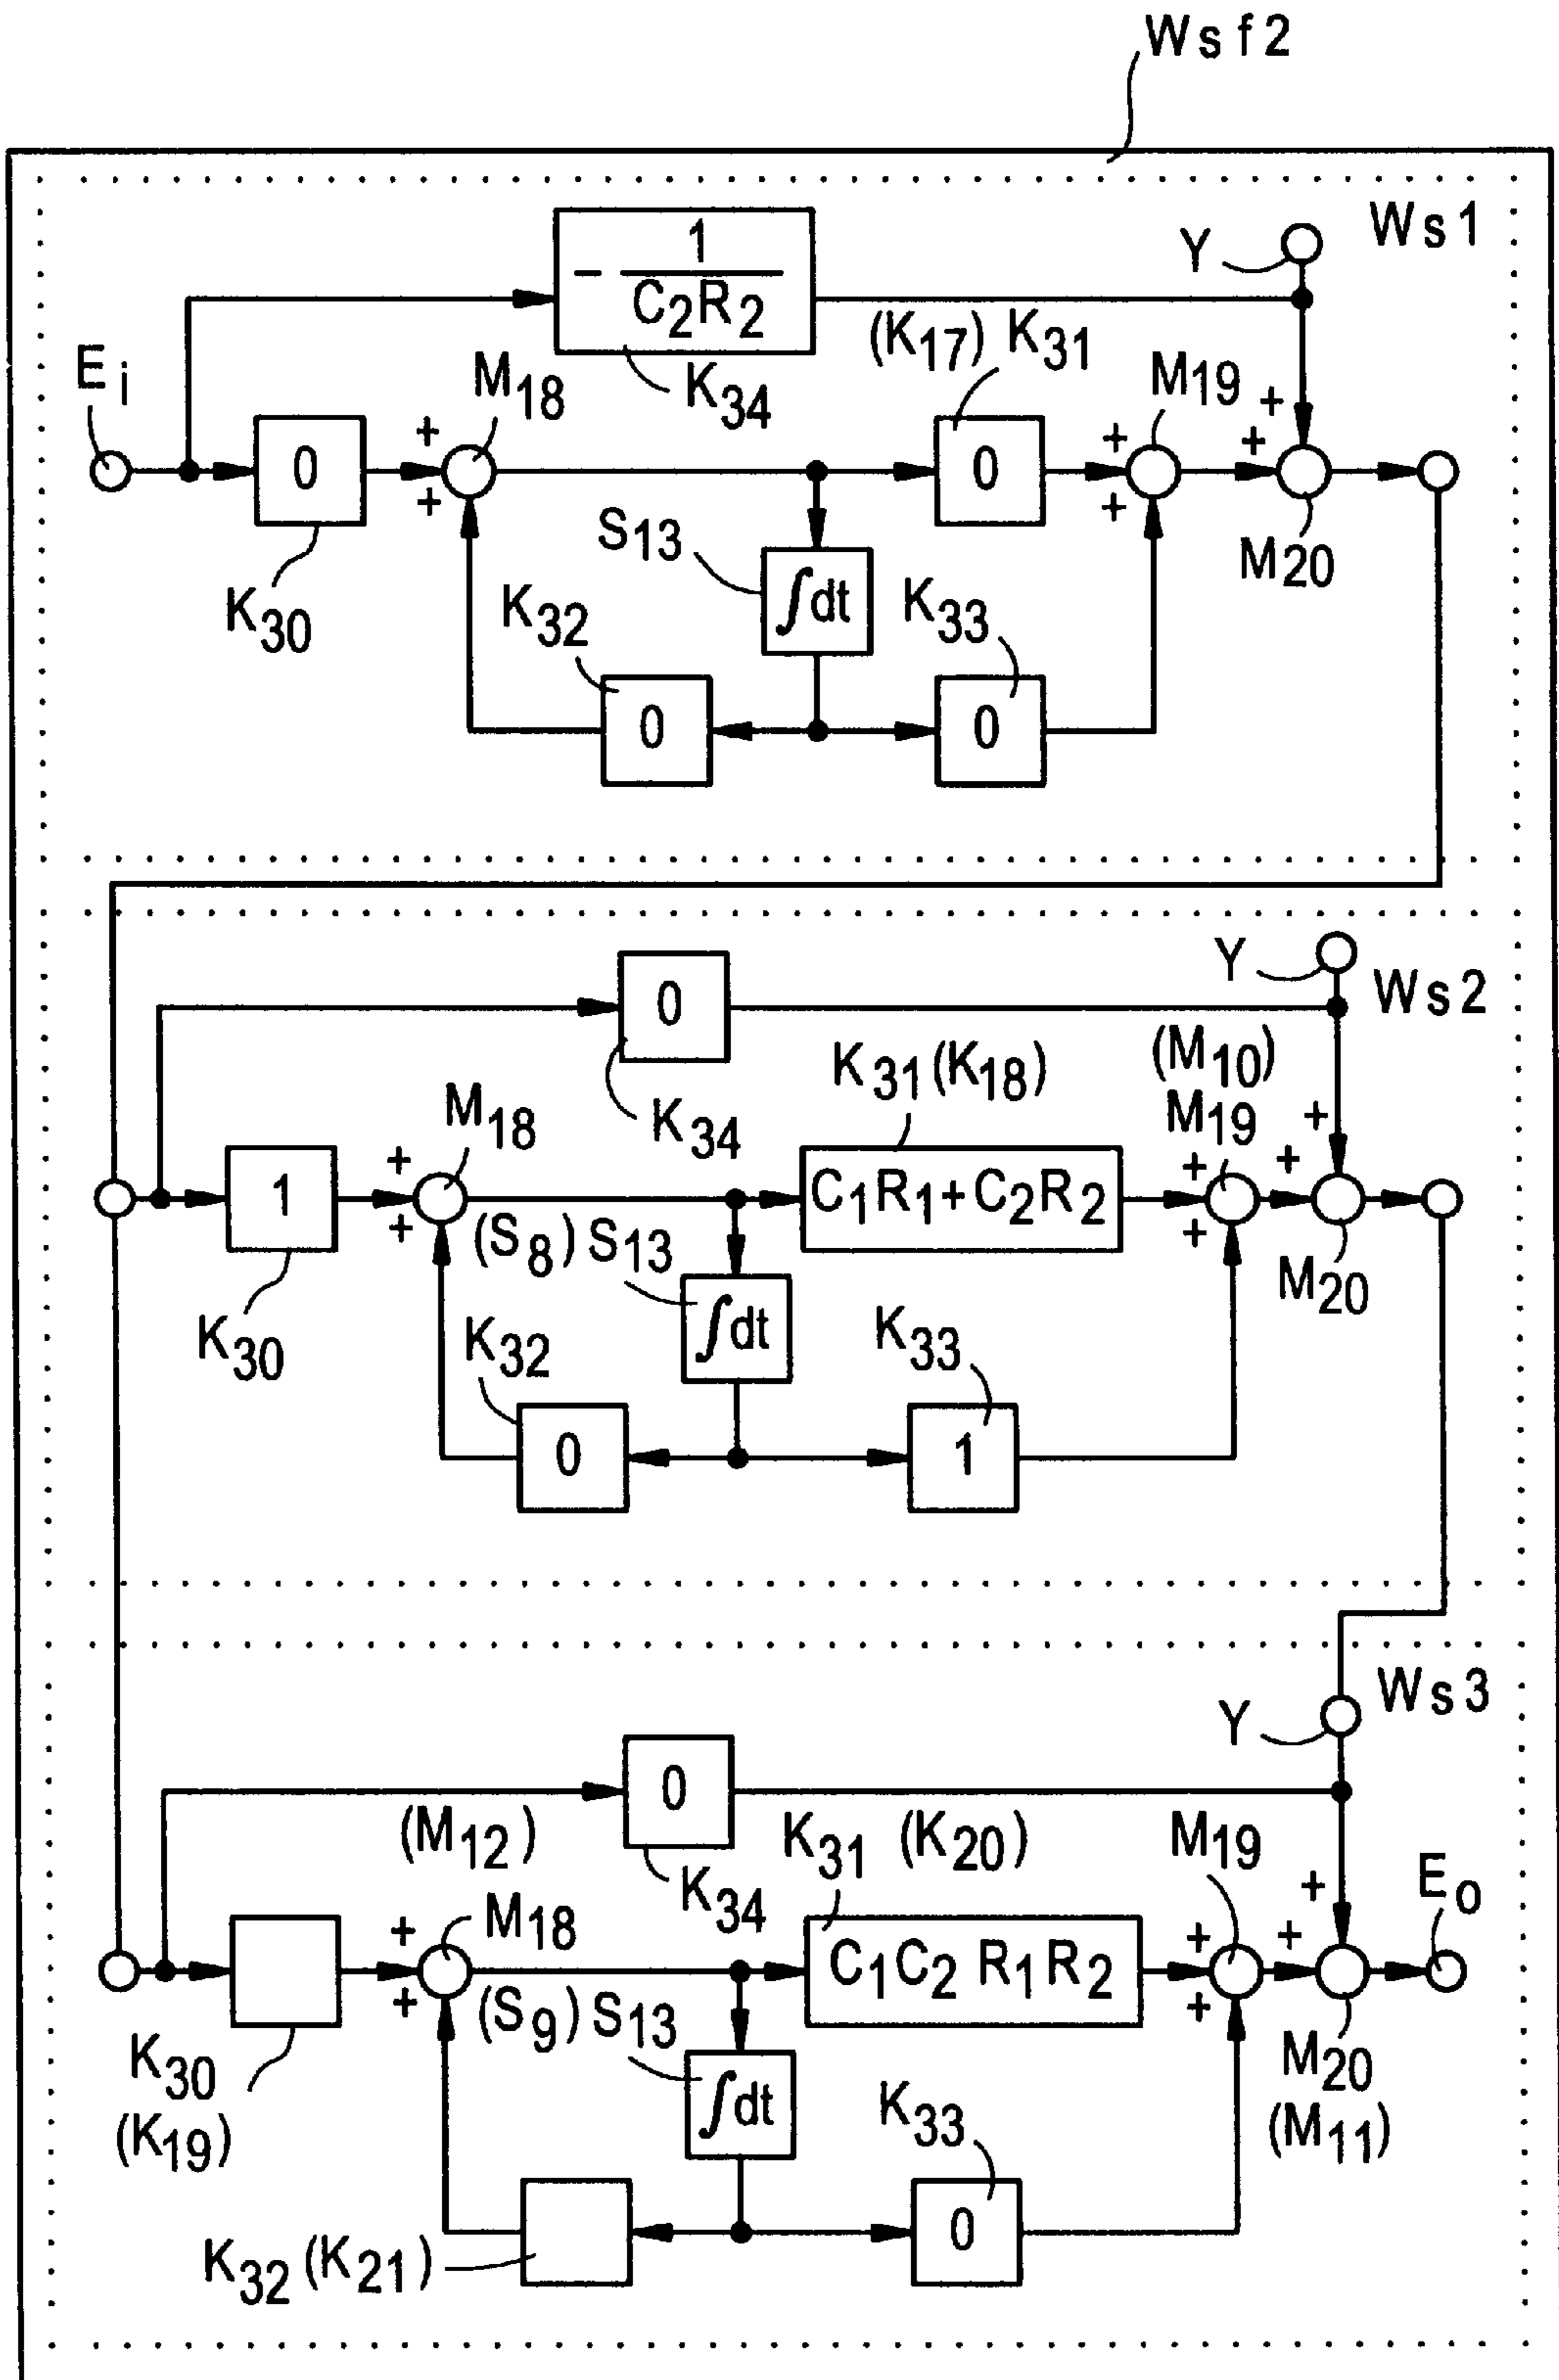 Wsf2
Ws1
Y
- 1
C2R2
(K17) K31
Ei
M18
K34
M19
+
+
+
+
+
+
0
0
K30
S13
M20
∫dt
K32
K33
0
0
Y
Ws2
0
K31(K18)
(M10)
M18
K34
M19
+
+
+
+
+
+
1
C1R1+C2R2
(S8) S13
M20
K30
∫dt
K32
K33
0
1
Ws3
Y
0
(M12)
K31 (K20)
M19
K34
Eo
M18
+
+
+
+
+
+
C1C2 R1R2
(S9) S13
K30
(K19)
M20
(M11)
∫dt
K33
0
K32 (K21)